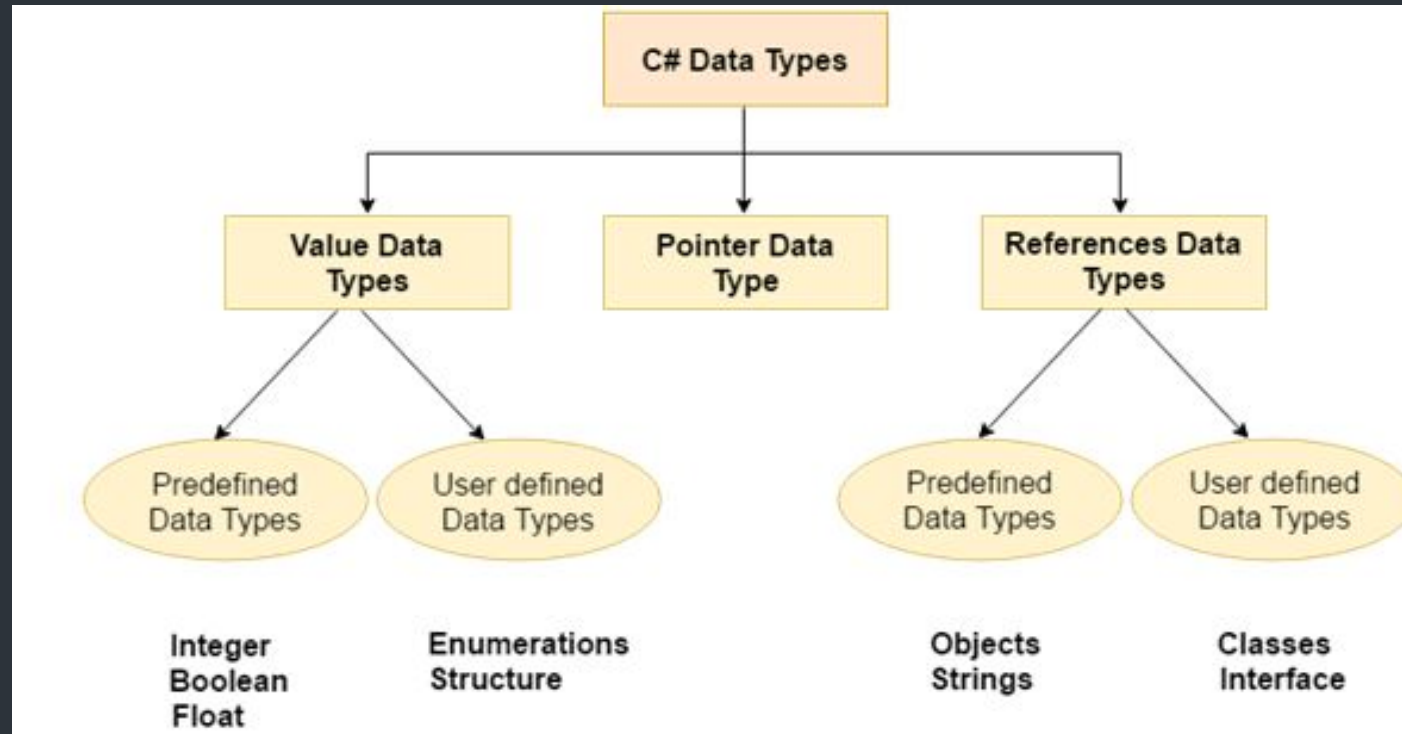 C# Data Types
Value Data
Types
Pointer Data
Type
References Data
Types
Predefined
Data Types
User defined
Data Types
Predefined
Data Types
User defined
Data Types
Integer
Boolean
Float
Enumerations
Structure
Objects
Strings
Classes
Interface